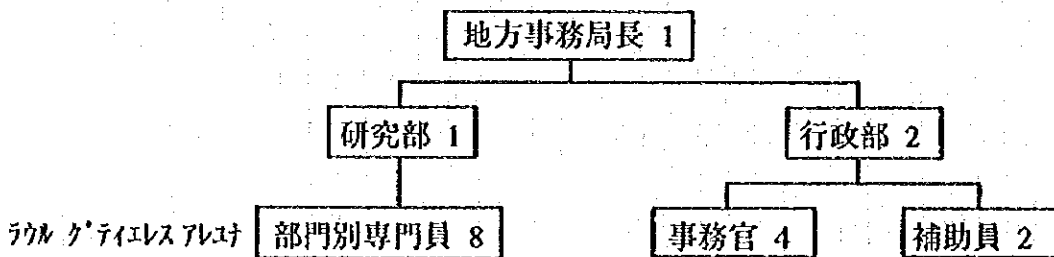 地方事務局長 1
研究部 1 行政部 2
ラウル グティエレス アレユナ 部門別専門員 8 事務官 4 補助員 2